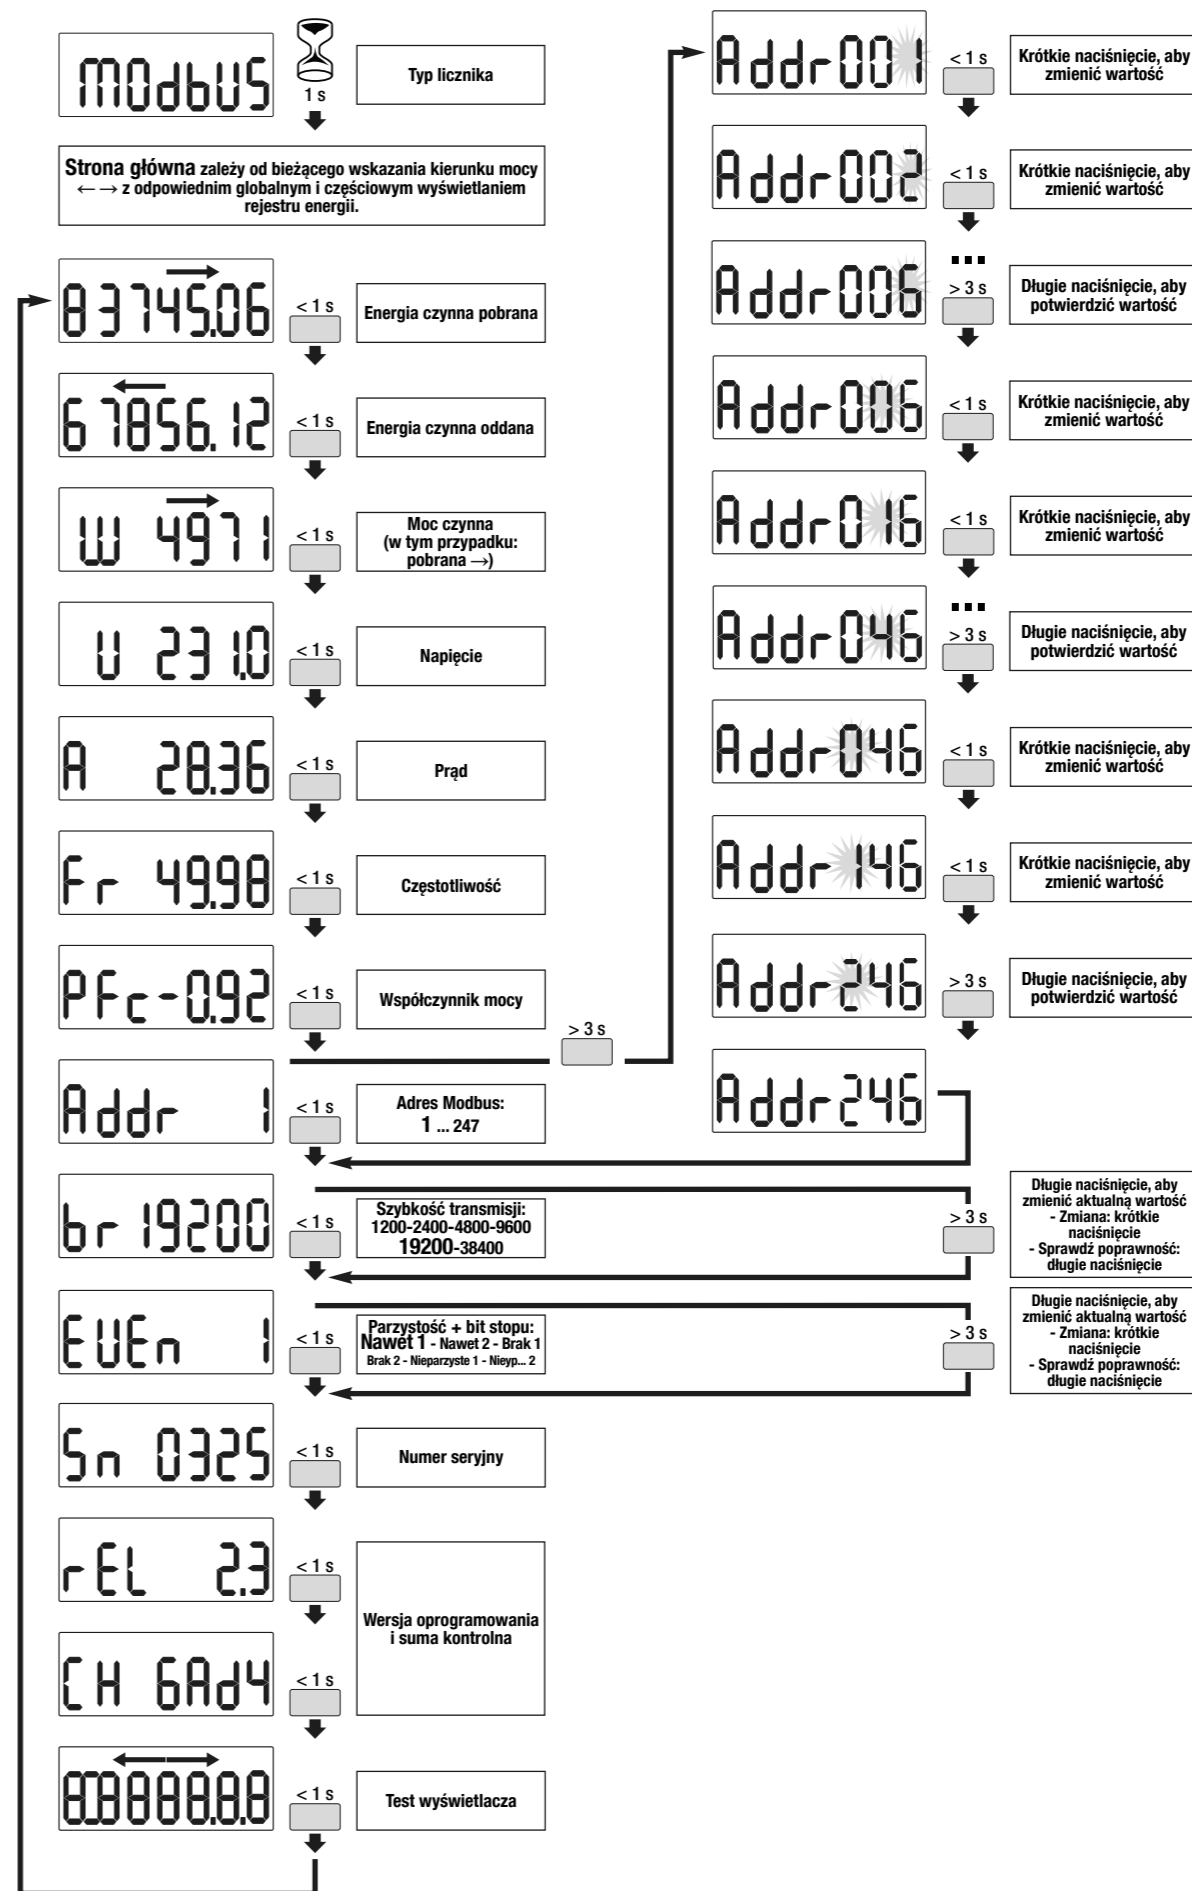 M0dbUS
1 s
Typ licznika
Strona główna zależy od bieżącego wskazania kierunku mocy
←→ z odpowiednim globalnym i częściowym wyświetlaniem
rejestru energii.
83745.06
< 1 s
Energia czynna pobrana
67856.12
< 1 s
Energia czynna oddana
W 4971
< 1 s
Moc czynna
(w tym przypadku:
pobrana →)
U 231.0
< 1 s
Napięcie
A 28.36
< 1 s
Prąd
Fr 49.98
< 1 s
Częstotliwość
PFc-0.92
< 1 s
Współczynnik mocy
> 3 s
Addr 1
< 1 s
Adres Modbus:
1 ... 247
br 19200
< 1 s
Szybkość transmisji:
1200-2400-4800-9600
19200-38400
EUEn 1
< 1 s
Parzystość + bit stopu:
Nawet 1 - Nawet 2 - Brak 1
Brak 2 - Nieparzyste 1 - Nieyp... 2
Sn 0325
< 1 s
Numer seryjny
rEL 2.3
< 1 s
Wersja oprogramowania
i suma kontrolna
CH 6Ad4
< 1 s
88888.8.8
< 1 s
Test wyświetlacza
Addr001
< 1 s
Krótkie naciśnięcie, aby
zmienić wartość
Addr002
< 1 s
Krótkie naciśnięcie, aby
zmienić wartość
Addr006
...
> 3 s
Długie naciśnięcie, aby
potwierdzić wartość
Addr006
< 1 s
Krótkie naciśnięcie, aby
zmienić wartość
Addr016
< 1 s
Krótkie naciśnięcie, aby
zmienić wartość
Addr046
...
> 3 s
Długie naciśnięcie, aby
potwierdzić wartość
Addr046
< 1 s
Krótkie naciśnięcie, aby
zmienić wartość
Addr146
< 1 s
Krótkie naciśnięcie, aby
zmienić wartość
Addr246
> 3 s
Długie naciśnięcie, aby
potwierdzić wartość
Addr246
> 3 s
Długie naciśnięcie, aby
zmienić aktualną wartość
- Zmiana: krótkie
naciśnięcie
- Sprawdź poprawność:
długie naciśnięcie
> 3 s
Długie naciśnięcie, aby
zmienić aktualną wartość
- Zmiana: krótkie
naciśnięcie
- Sprawdź poprawność:
długie naciśnięcie